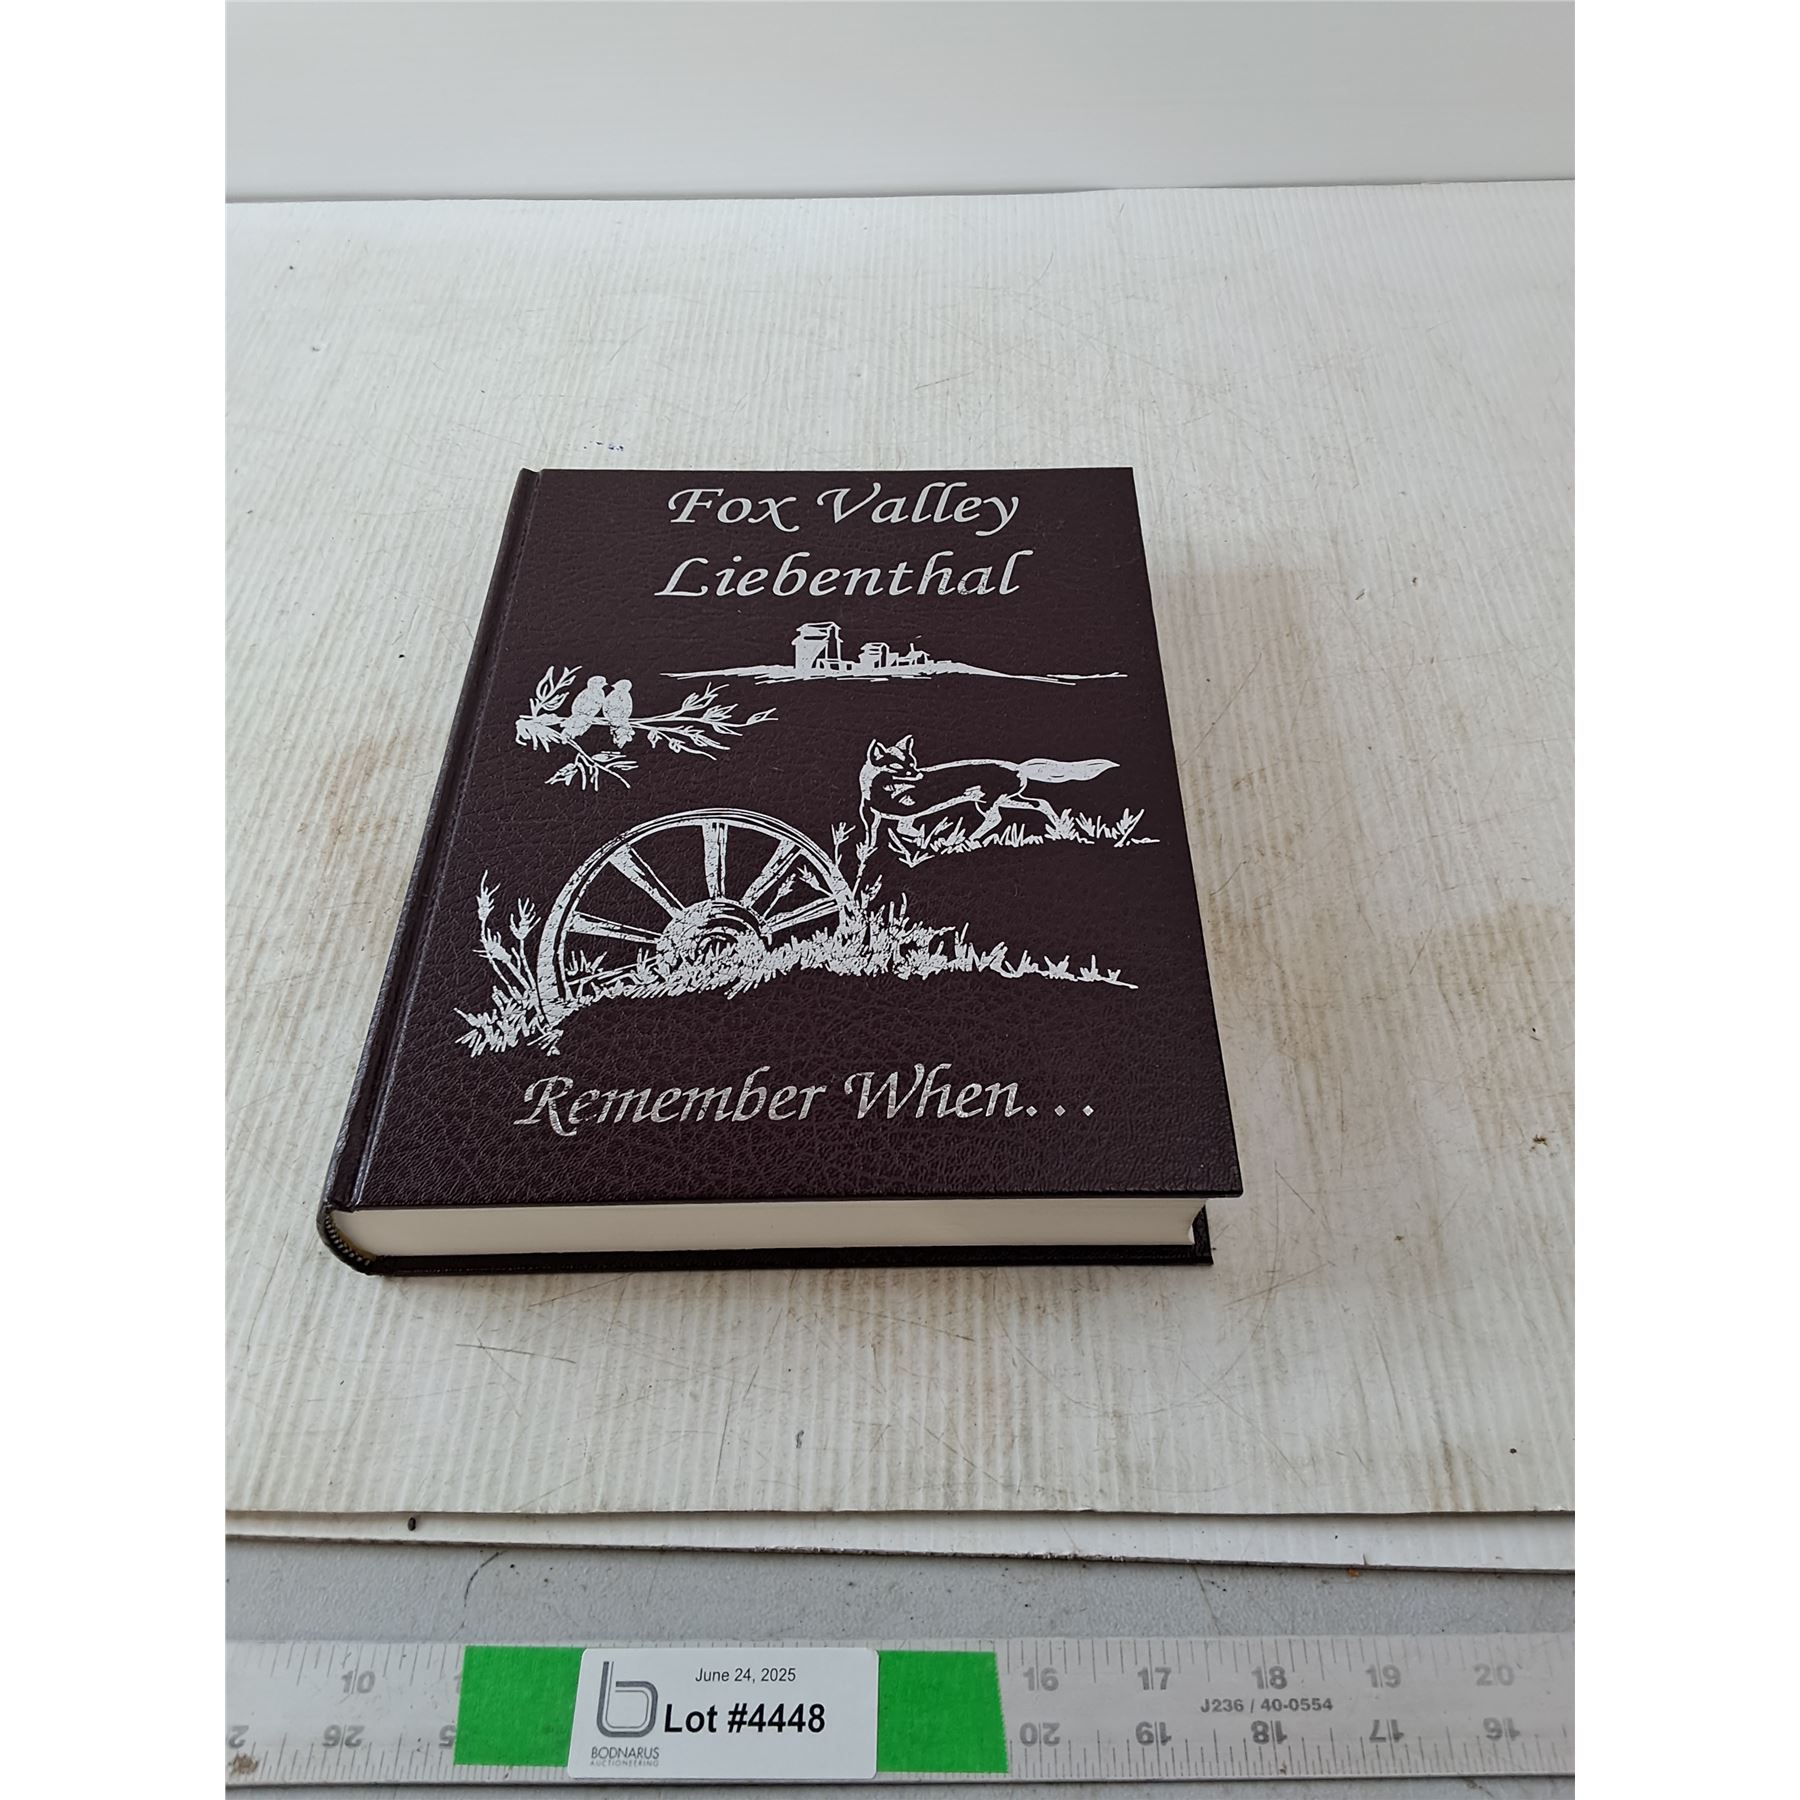 Fox Valley
Liebenthal
Remember When...
10 16 17 18 19 20
J236 / 40-0554
26 20 19 18 17 16
June 24, 2025
Lot #4448
BODNARUS
AUCTIONEERING